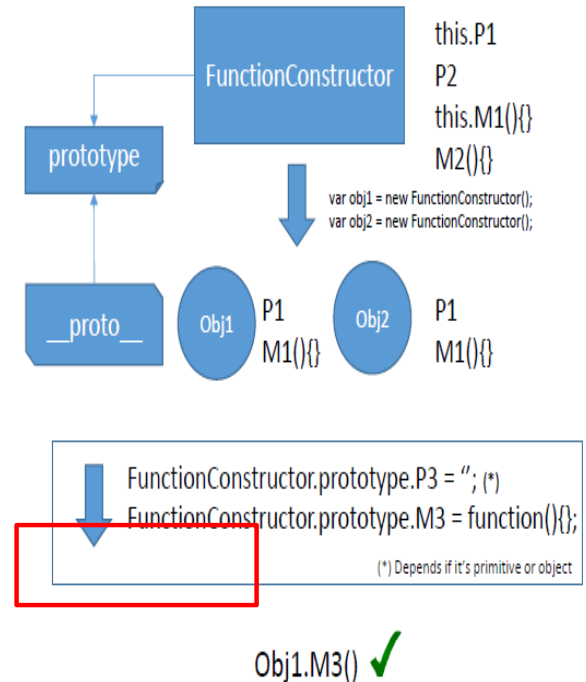 FunctionConstructor
this.P1
P2
this.M1(){}
M2(){}
prototype
var obj1 = new FunctionConstructor();
var obj2 = new FunctionConstructor();
__proto__
Obj1
P1
M1(){}
Obj2
P1
M1(){}
FunctionConstructor.prototype.P3 = ‘’; (*)
FunctionConstructor.prototype.M3 = function(){};
(*) Depends if it’s primitive or object
Obj1.M3()